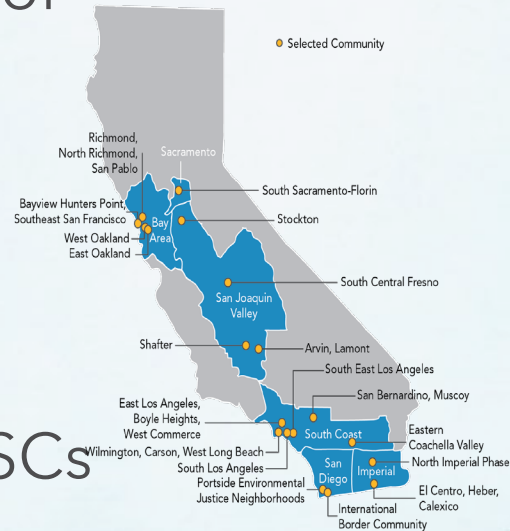 Selected Community
Richmond,
North Richmond,
San Pablo
Sacramento
South Sacramento-Florin
Bayview Hunters Point,
Southeast San Francisco
Stockton
Bay
Area
West Oakland
East Oakland
South Central Fresno
San Joaquin
Valley
Shafter
Arvin, Lamont
South East Los Angeles
San Bernardino, Muscoy
East Los Angeles,
Boyle Heights,
West Commerce
South Coast
Eastern
Coachella Valley
Wilmington, Carson, West Long Beach
SCs
South Los Angeles
San
Diego
Imperial
North Imperial Phase
Portside Environmental
Justice Neighborhoods
El Centro, Heber,
Calexico
International
Border Community